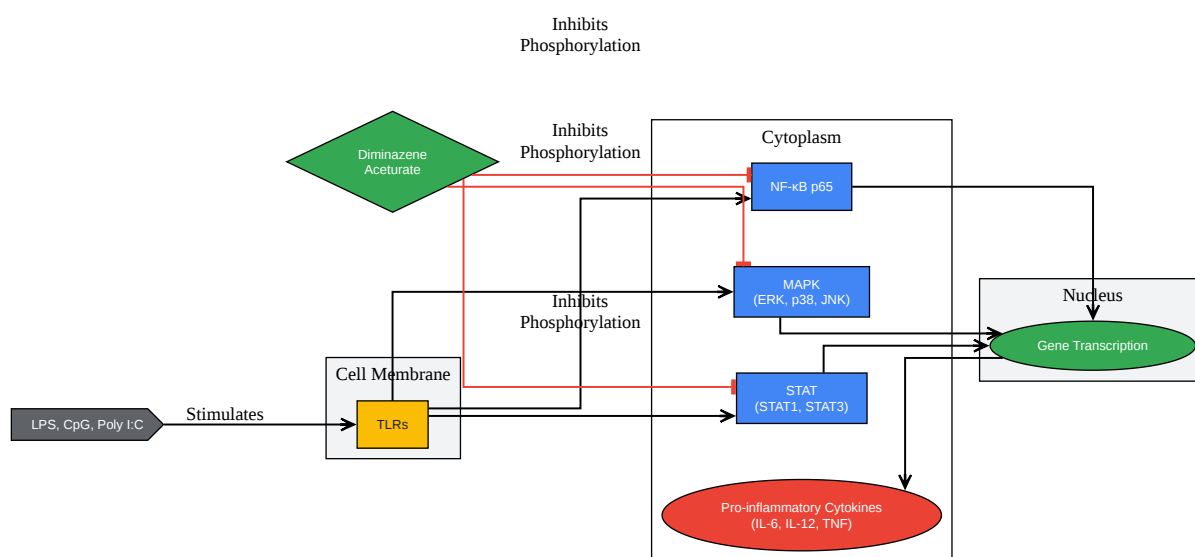 Inhibits
Phosphorylation
Inhibits
Phosphorylation
Cytoplasm
Diminazene
Aceturate
NF-κB p65
MAPK
(ERK, p38, JNK)
Inhibits
Phosphorylation
Nucleus
Gene Transcription
Cell Membrane
STAT
(STAT1, STAT3)
Stimulates
LPS, CpG, Poly I:C
TLRs
Pro-inflammatory Cytokines
(IL-6, IL-12, TNF)